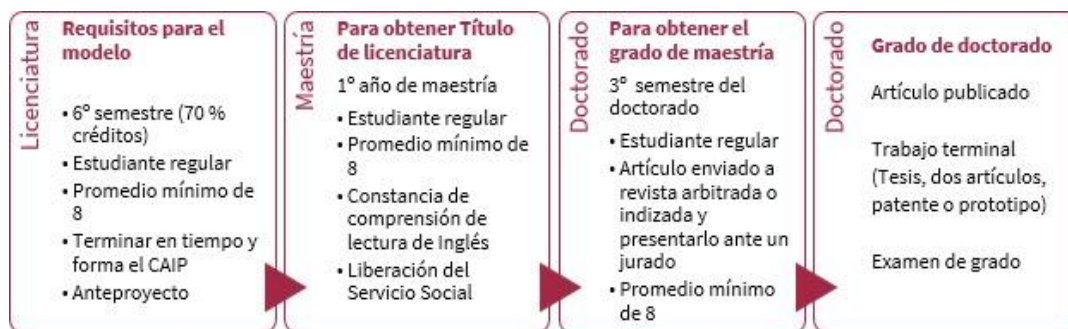 Licenciatura
Requisitos para el
modelo
• 6º semestre (70 %
créditos)
• Estudiante regular
• Promedio mínimo de
8
• Terminar en tiempo y
forma el CAIP
• Anteproyecto
Maestría
Para obtener Título
de licenciatura
1º año de maestría
• Estudiante regular
• Promedio mínimo de
8
• Constancia de
comprensión de
lectura de Inglés
• Liberación del
Servicio Social
Doctorado
Para obtener el
grado de maestría
3º semestre del
doctorado
• Estudiante regular
• Artículo enviado a
revista arbitrada o
indizada y
presentarlo ante un
jurado
• Promedio mínimo
de 8
Doctorado
Grado de doctorado
Artículo publicado
Trabajo terminal
(Tesis, dos artículos,
patente o prototipo)
Examen de grado